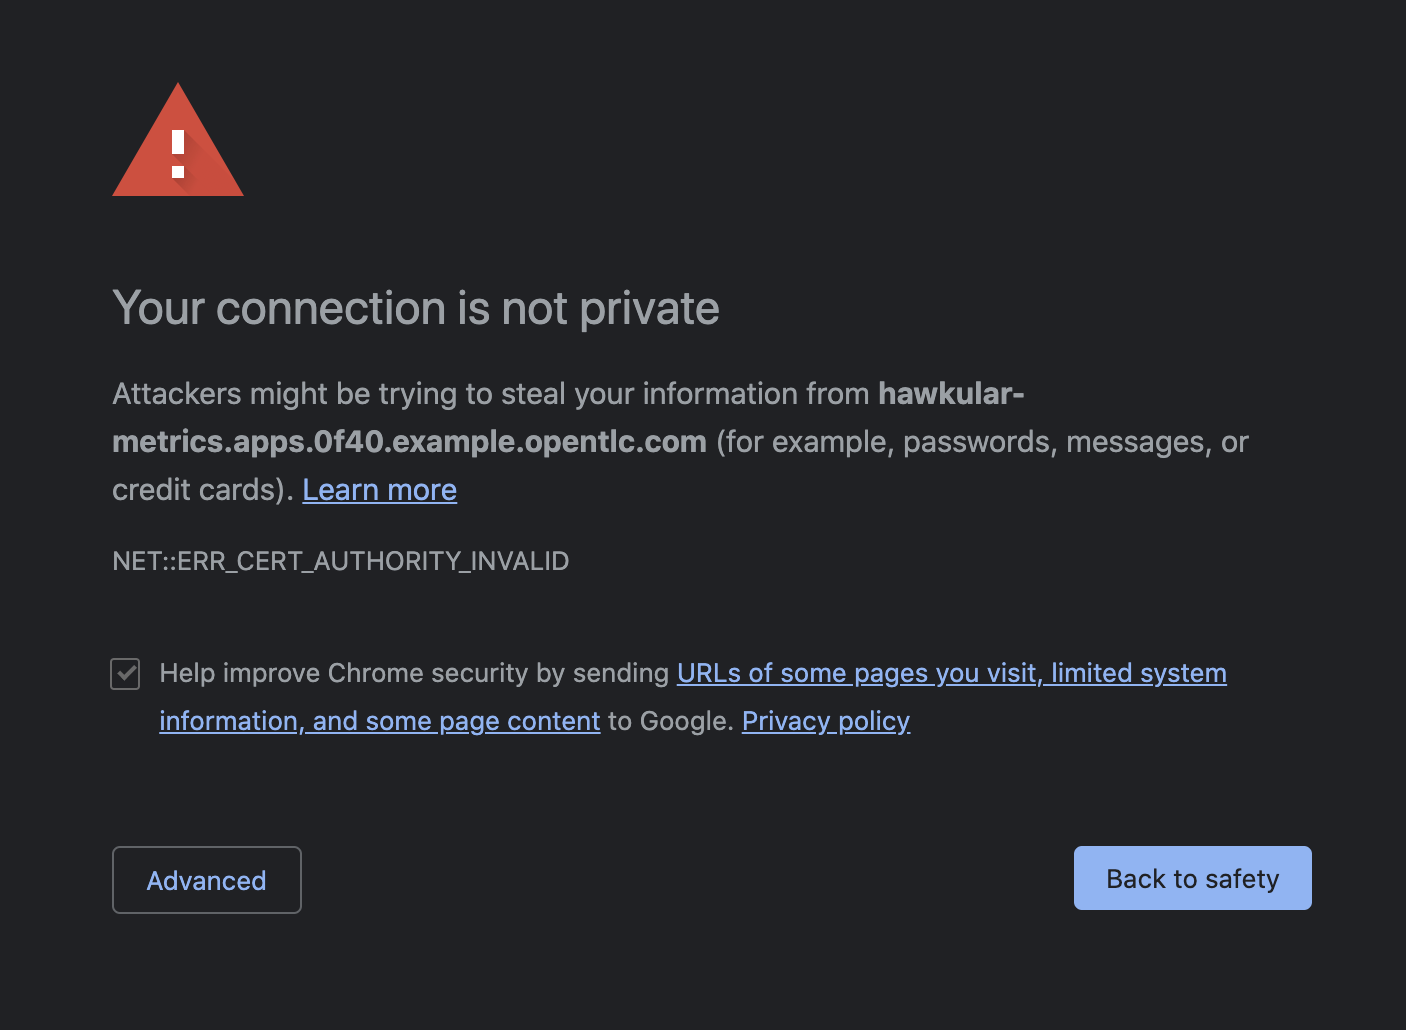 Your connection is not private
Attackers might be trying to steal your information from hawkular-
metrics.apps.0f40.example.opentlc.com (for example, passwords, messages, or
credit cards). Learn more
NET::ERR_CERT_AUTHORITY_INVALID
Help improve Chrome security by sending URLs of some pages you visit, limited system
information, and some page content to Google. Privacy policy
Advanced
Back to safety